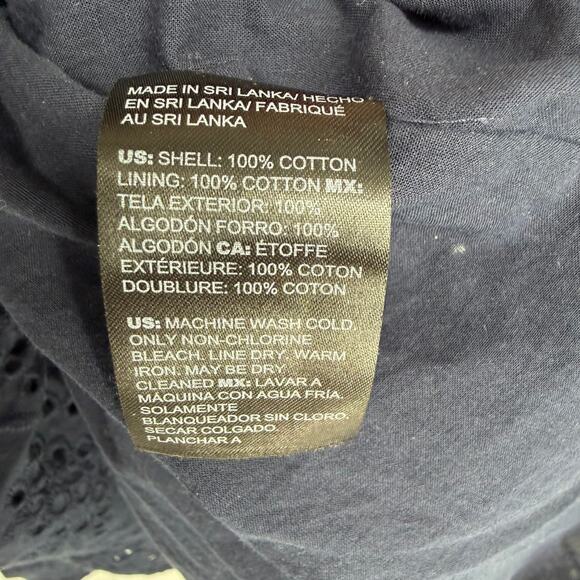 MADE IN SRI LANKA/ HECHO
EN SRI LANKA/ FABRIQUÉ
AU SRI LANKA
US: SHELL: 100% COTTON
LINING: 100% COTTON MX:
TELA EXTERIOR: 100%
ALGODÓN FORRO: 100%
ALGODÓN CA: ÉTOFFE
EXTÉRIEURE: 100% COTON
DOUBLURE: 100% COTON
US: MACHINE WASH COLD.
ONLY NON-CHLORINE
BLEACH. LINE DRY. WARM
IRON. MAY BE DRY
CLEANED MX: LAVAR A
MÁQUINA CON AGUA FRÍA.
SOLAMENTE
BLANQUEADOR SIN CLORO.
SECAR COLGADO.
PLANCHAR A